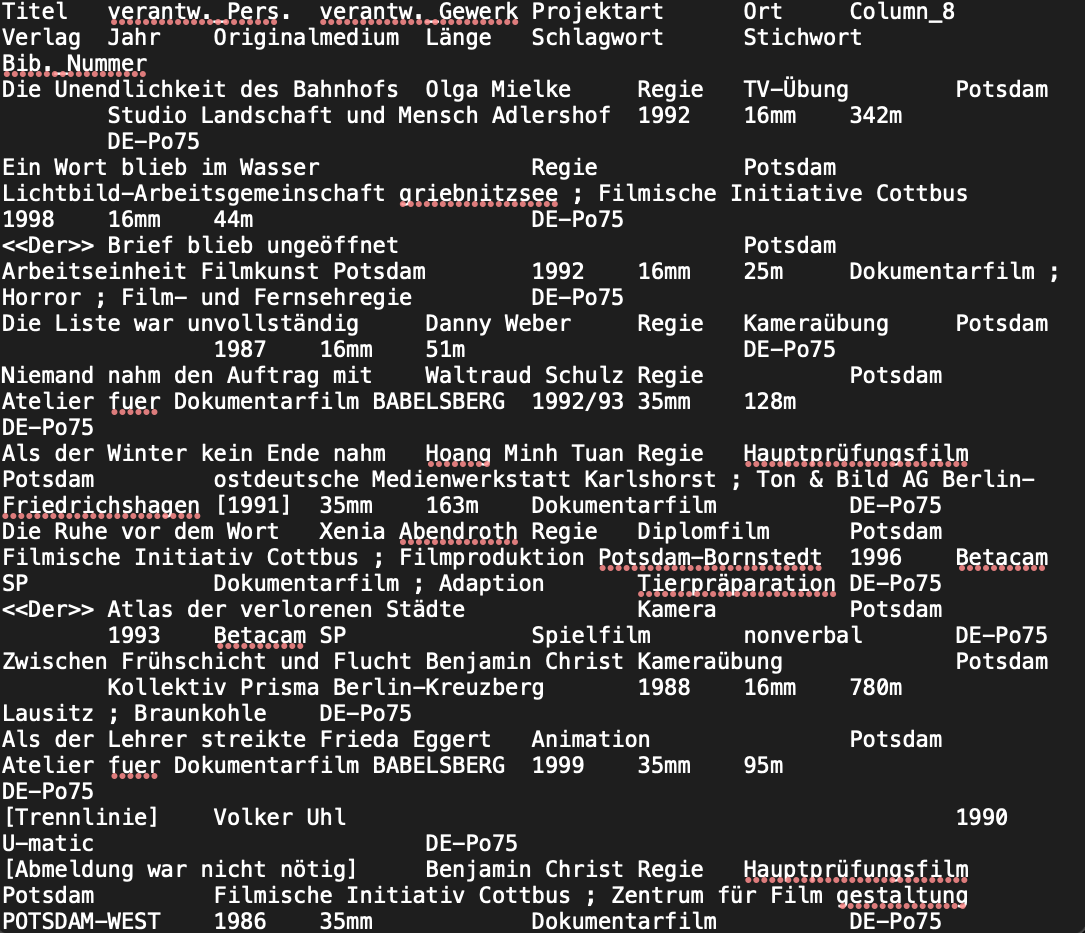 Titel verantw._Pers. verantw._Gewerk Projektart Ort Column_8
Verlag Jahr Originalmedium Länge Schlagwort Stichwort
Bib._Nummer
Die Unendlichkeit des Bahnhofs Olga Mielke Regie TV-Übung Potsdam
Studio Landschaft und Mensch Adlershof 1992 16mm 342m
DE-Po75
Ein Wort blieb im Wasser Regie Potsdam
Lichtbild-Arbeitsgemeinschaft griebnitzsee ; Filmische Initiative Cottbus
1998 16mm 44m DE-Po75
<<Der>> Brief blieb ungeöffnet Potsdam
Arbeitseinheit Filmkunst Potsdam 1992 16mm 25m Dokumentarfilm ;
Horror ; Film- und Fernsehregie DE-Po75
Die Liste war unvollständig Danny Weber Regie Kameraübung Potsdam
1987 16mm 51m DE-Po75
Niemand nahm den Auftrag mit Waltraud Schulz Regie Potsdam
Atelier fuer Dokumentarfilm BABELSBERG 1992/93 35mm 128m
DE-Po75
Als der Winter kein Ende nahm Hoang Minh Tuan Regie Hauptprüfungsfilm
Potsdam ostdeutsche Medienwerkstatt Karlshorst ; Ton & Bild AG Berlin-
Friedrichshagen [1991] 35mm 163m Dokumentarfilm DE-Po75
Die Ruhe vor dem Wort Xenia Abendroth Regie Diplomfilm Potsdam
Filmische Initiativ Cottbus ; Filmproduktion Potsdam-Bornstedt 1996 Betacam
SP Dokumentarfilm ; Adaption Tierpräparation DE-Po75
<<Der>> Atlas der verlorenen Städte Kamera Potsdam
1993 Betacam SP Spielfilm nonverbal DE-Po75
Zwischen Frühschicht und Flucht Benjamin Christ Kameraübung Potsdam
Kollektiv Prisma Berlin-Kreuzberg 1988 16mm 780m
Lausitz ; Braunkohle DE-Po75
Als der Lehrer streikte Frieda Eggert Animation Potsdam
Atelier fuer Dokumentarfilm BABELSBERG 1999 35mm 95m
DE-Po75
[Trennlinie] Volker Uhl 1990
U-matic DE-Po75
[Abmeldung war nicht nötig] Benjamin Christ Regie Hauptprüfungsfilm
Potsdam Filmische Initiativ Cottbus ; Zentrum für Film gestaltung
POTSDAM-WEST 1986 35mm Dokumentarfilm DE-Po75